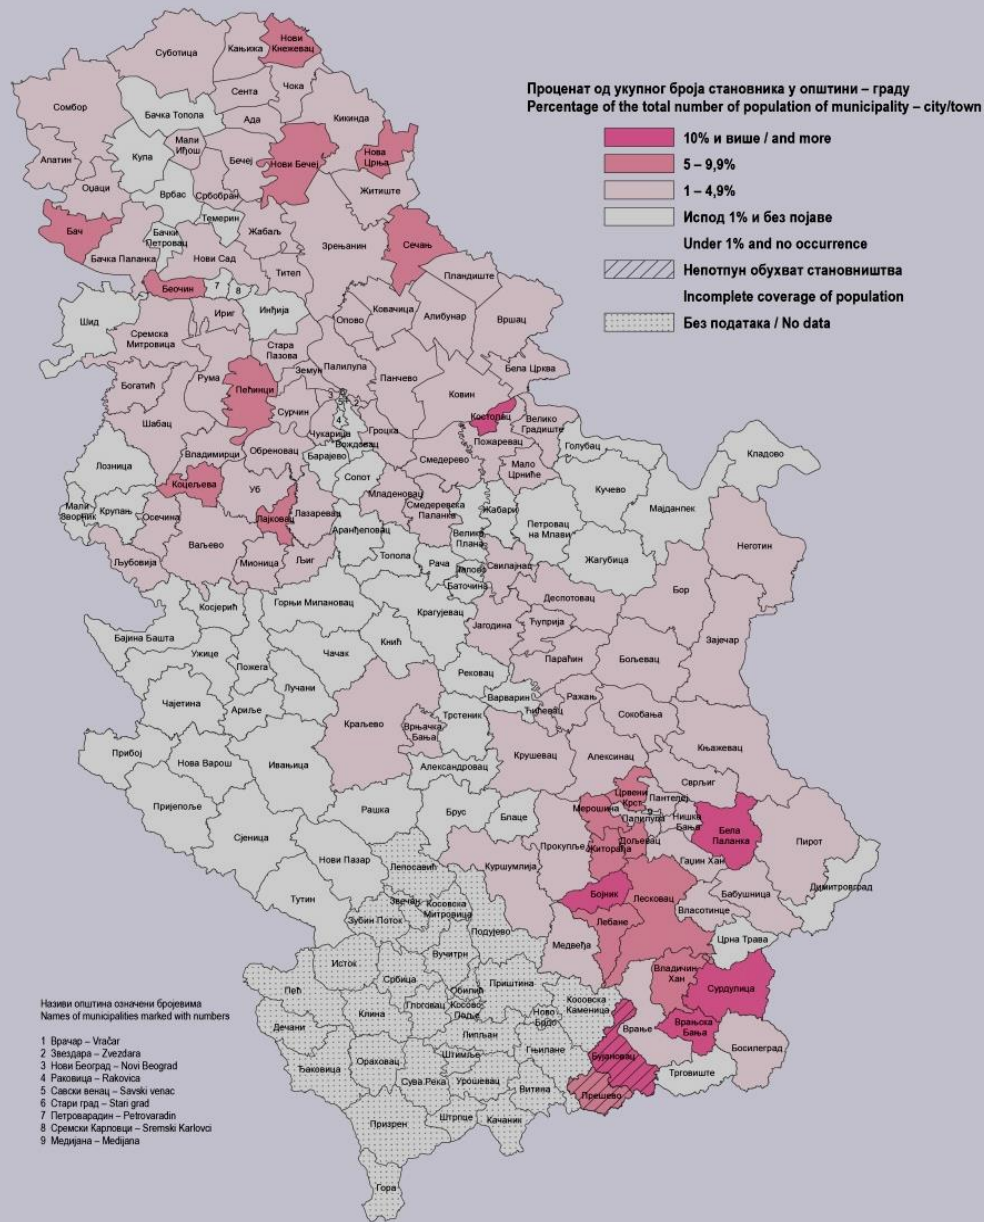 Проценат од укупног броја становника у општини – граду
Percentage of the total number of population of municipality – city/town
10% и више / and more
5 – 9,9%
1 – 4,9%
Испод 1% и без појаве
Under 1% and no occurrence
Непотпун обухват становништва
Incomplete coverage of population
Без података / No data
Суботица
Кањижа
Нови
Кнежевац
Сомбор
Бачка Топола
Сента
Чока
Ада
Кикинда
Апатин
Кула
Мали
Иђош
Бечеј
Нови Бечеј
Нова
Црња
Оџаци
Врбас
Србобран
Житиште
Бач
Бачки
Петровац
Темерин
Жабаљ
Зрењанин
Сечањ
Бачка Паланка
Нови Сад
Тител
Пландиште
Беочин
7
8
Шид
Ириг
Инђија
Опово
Ковачица
Алибунар
Вршац
Сремска
Митровица
Стара
Пазова
Бела Црква
Богатић
Рума
Пећинци
Земун
Палилула
Панчево
Ковин
Шабац
Сурчин
3
6
5
2
4
Чукарица
Вождовац
Гроцка
Костолац
Велико
Градиште
Пожаревац
Голубац
Кладово
Лозница
Владимирци
Обреновац
Барајево
Сопот
Смедерево
Мало
Црниће
Кучево
Мајданпек
Коцељева
Уб
Младеновац
Мали
Зворник
Крупањ
Осечина
Лајковац
Лазаревац
Аранђеловац
Смедеревска
Паланка
Жабари
Петровац
на Млави
Неготин
Ваљево
Велика
Плана
Љубовија
Мионица
Љиг
Топола
Рача
Лапово
Свилајнац
Жагубица
Баточина
Бор
Косјерић
Горњи Милановац
Деспотовац
Бајина Башта
Крагујевац
Јагодина
Ћуприја
Зајечар
Ужице
Пожега
Чачак
Кнић
Параћин
Бољевац
Чајетина
Ариље
Лучани
Рековац
Варварин
Ражањ
Краљево
Врњачка
Бања
Трстеник
Ћићевац
Сокобања
Прибој
Нова Варош
Ивањица
Александровац
Крушевац
Алексинац
Књажевац
Пријепоље
Рашка
Брус
Блаце
Црвени
Крст
Сврљиг
Мерошина
Пантелеј
9
Палилула
Нишка
Бања
Бела
Паланка
Пирот
Сјеница
Нови Пазар
Лепосавић
Куршумлија
Прокупље
Житорађа
Дољевац
Гаџин Хан
Димитровград
Тутин
Звечан
Косовска
Митровица
Бојник
Лесковац
Бабушница
Зубин Поток
Подујево
Лебане
Власотинце
Црна Трава
Исток
Вучитрн
Медвеђа
Пећ
Србица
Обилић
Приштина
Владичин
Хан
Сурдулица
Дечани
Клина
Глоговац
Косово
Поље
Ново
Брдо
Косовска
Каменица
Врање
Врањска
Бања
Липљан
Гњилане
Бујановац
Босилеград
Ђаковица
Ораховац
Штимље
Трговиште
Сува Река
Урошевац
Витина
Прешево
Призрен
Штрпце
Качаник
Гора
Називи општина означени бројевима
Names of municipalities marked with numbers
1 Врачар – Vračar
2 Звездара – Zvezdara
3 Нови Београд – Novi Beograd
4 Раковица – Rakovica
5 Савски венац – Savski venac
6 Стари град – Stari grad
7 Петроварадин – Petrovaradin
8 Сремски Карловци – Sremski Karlovci
9 Медијана – Medijana